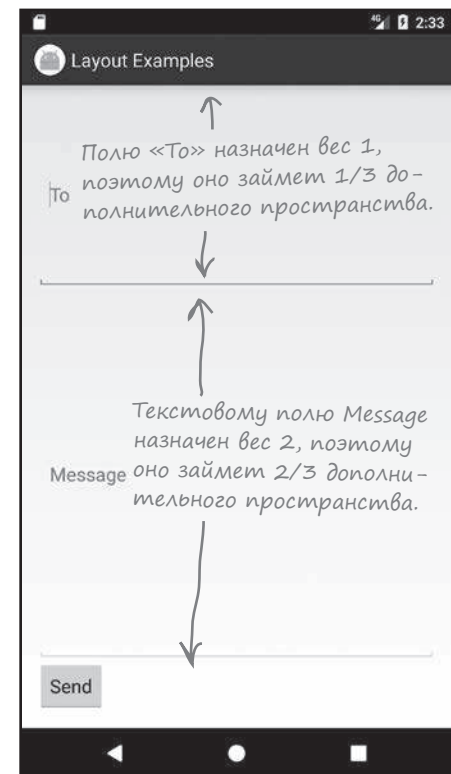 4G 2:33
Layout Examples
Полю «To» назначен вес 1,
поэтому оно займет 1/3 до-
полнительного пространства.
To
Текстовому полю Message
назначен вес 2, поэтому
оно займет 2/3 дополни-
тельного пространства.
Message
Send